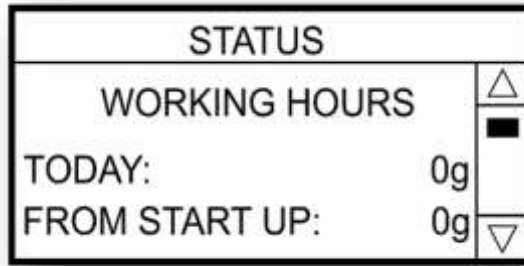 STATUS
WORKING HOURS
TODAY: 0g
FROM START UP: 0g